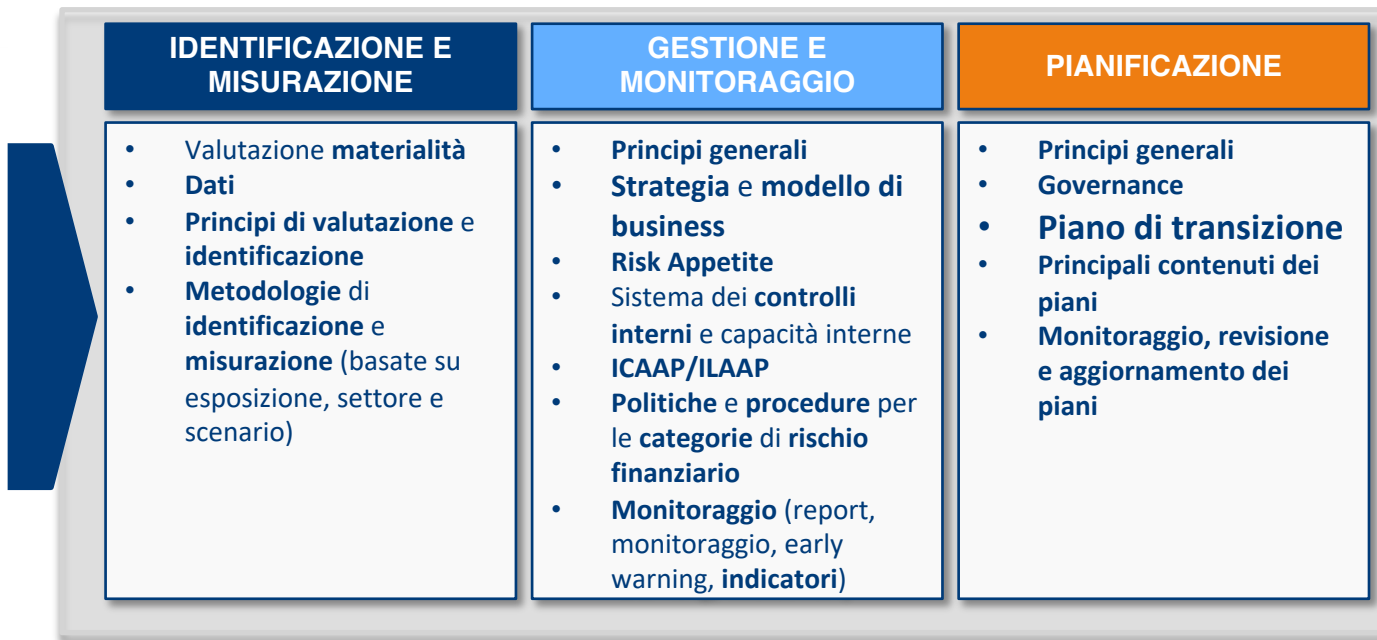 IDENTIFICAZIONE E
MISURAZIONE
• Valutazione materialità
• Dati
• Principi di valutazione e
identificazione
• Metodologie di
identificazione e
misurazione (basate su
esposizione, settore e
scenario)
GESTIONE E
MONITORAGGIO
• Principi generali
• Strategia e modello di
business
• Risk Appetite
• Sistema dei controlli
interni e capacità interne
• ICAAP/ILAAP
• Politiche e procedure per
le categorie di rischio
finanziario
• Monitoraggio (report,
monitoraggio, early
warning, indicatori)
PIANIFICAZIONE
• Principi generali
• Governance
• Piano di transizione
• Principali contenuti dei
piani
• Monitoraggio, revisione
e aggiornamento dei
piani